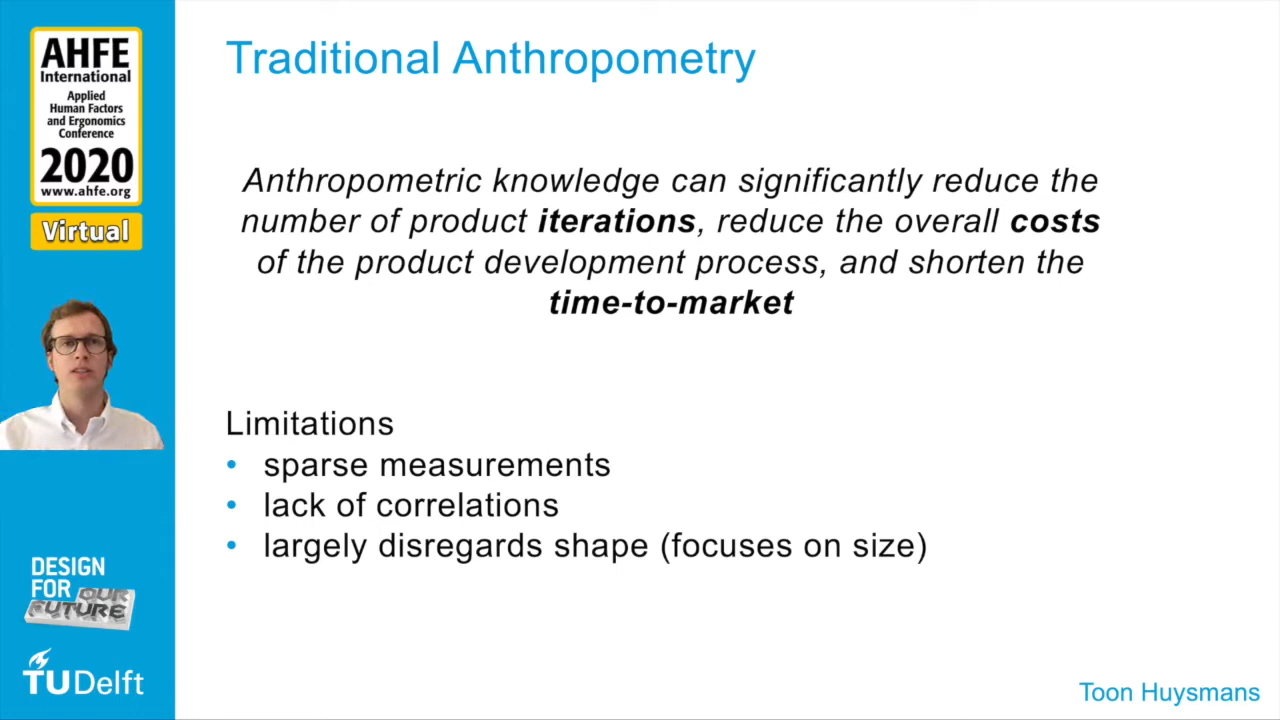 AHFE
International
Applied
Human Factors
and Ergonomics
Conference
2020
www.ahfe.org
Virtual
DESIGN
FOR OUR
FUTURE
TUDelft
Traditional Anthropometry
Anthropometric knowledge can significantly reduce the
number of product iterations, reduce the overall costs
of the product development process, and shorten the
time-to-market
Limitations
• sparse measurements
• lack of correlations
• largely disregards shape (focuses on size)
Toon Huysmans